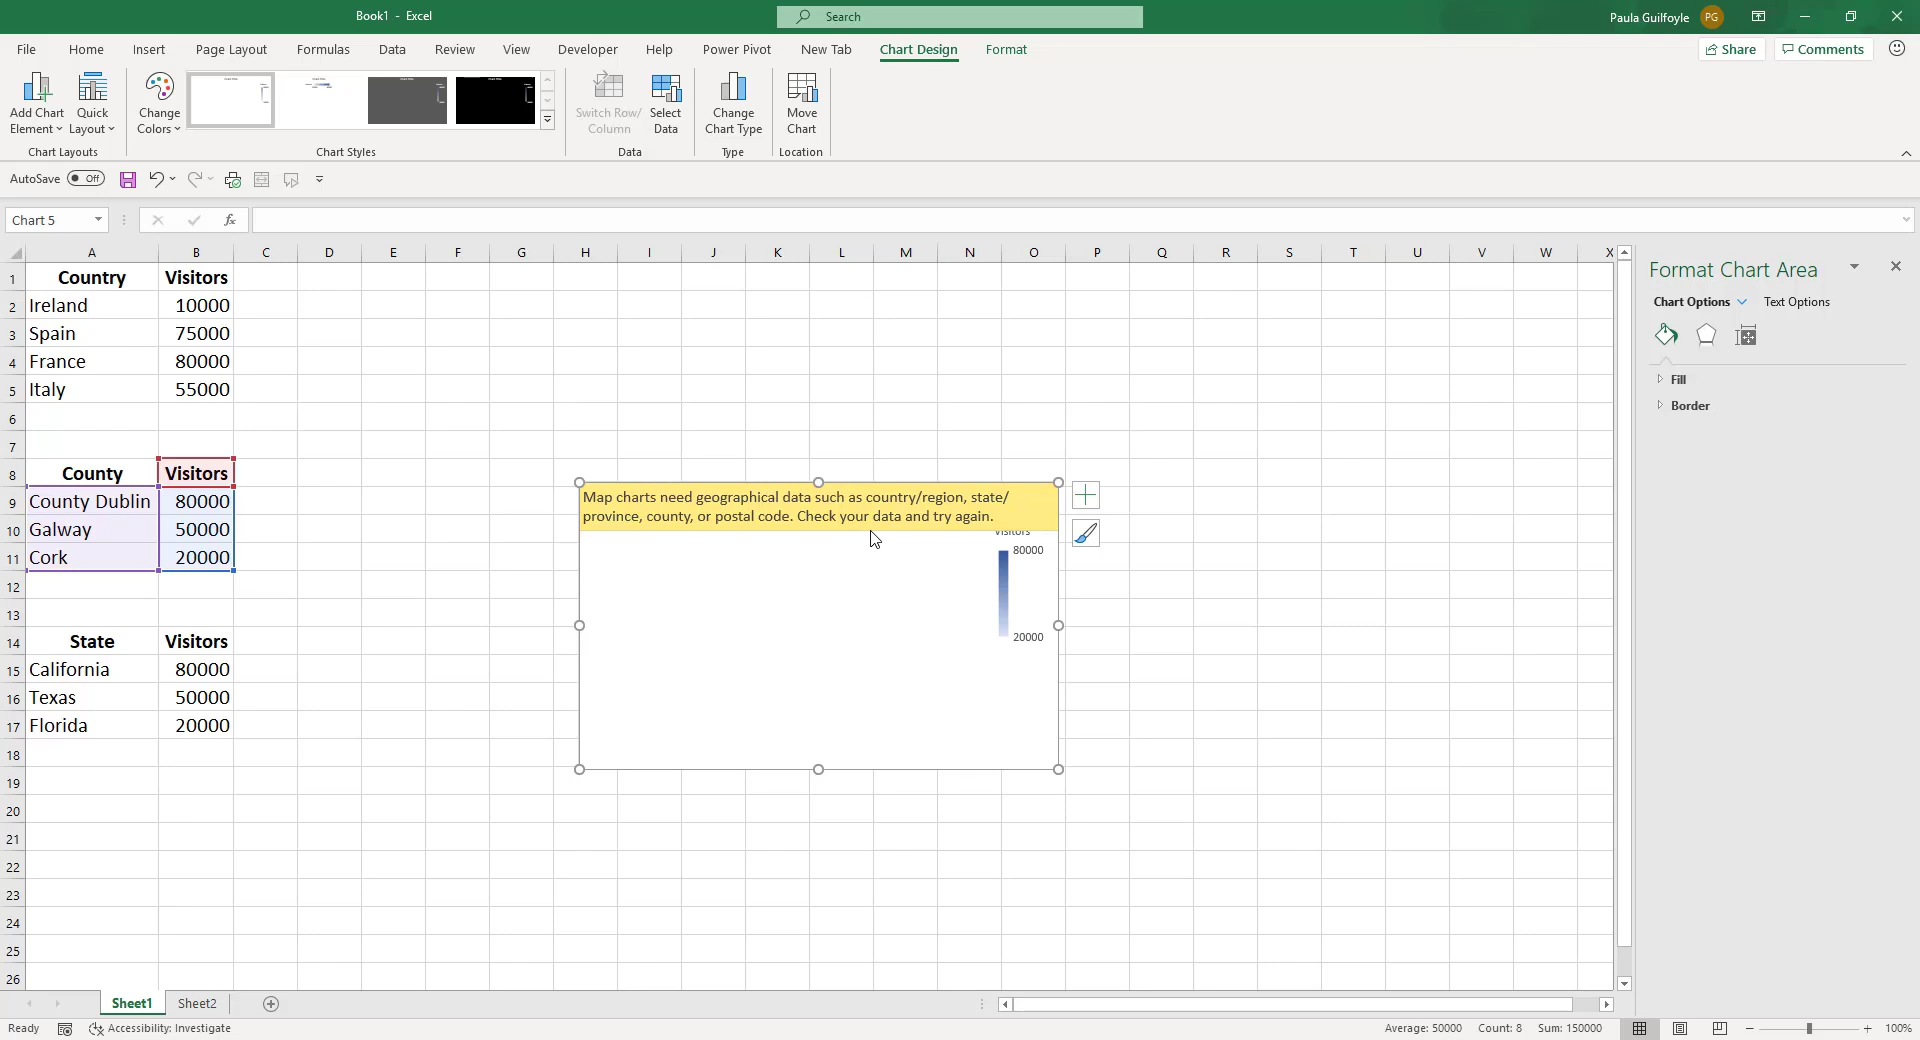 Book1 - Excel
Search
Paula Guilfoyle
PG
File Home Insert Page Layout Formulas Data Review View Developer Help Power Pivot New Tab Chart Design Format
Share Comments
Add Chart
Element
Quick
Layout
Change
Colors
Switch Row/
Column
Select
Data
Change
Chart Type
Move
Chart
Chart Layouts Chart Styles Data Type Location
AutoSave Off
Chart 5
fx
A B C D E F G H I J K L M N O P Q R S T U V W X
1 Country Visitors
2 Ireland 10000
3 Spain 75000
4 France 80000
5 Italy 55000
6
7
8 County Visitors
9 County Dublin 80000
10 Galway 50000
11 Cork 20000
12
13
14 State Visitors
15 California 80000
16 Texas 50000
17 Florida 20000
18
19
20
21
22
23
24
25
26
Map charts need geographical data such as country/region, state/
province, county, or postal code. Check your data and try again.
Visitors
80000
20000
Format Chart Area
Chart Options Text Options
Fill
Border
Sheet1 Sheet2
Ready Accessibility: Investigate
Average: 50000 Count: 8 Sum: 150000 100%